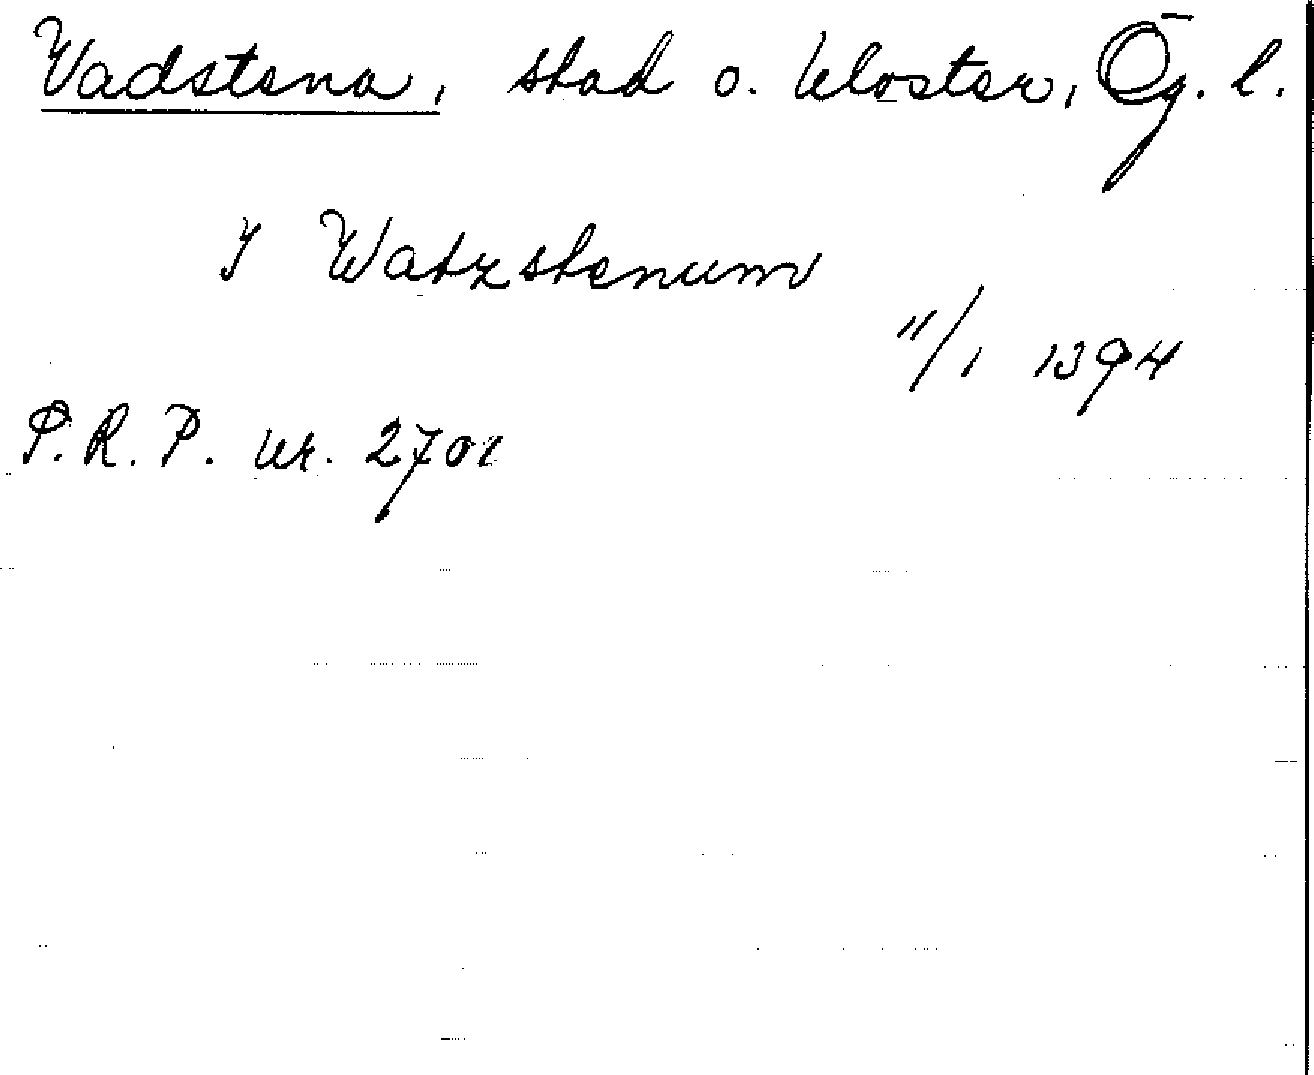 Vadstena, stad o. kloster, Ög. l.
I Watzstenum
11/1 1394
P.R.P. nr. 2701